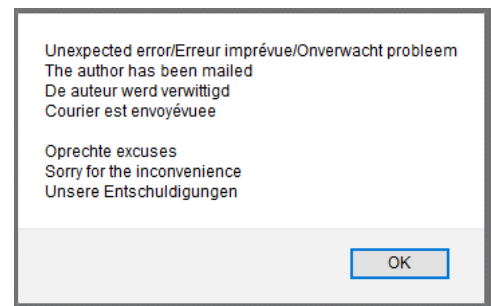 Unexpected error/Erreur imprévue/Onverwacht probleem
The author has been mailed
De auteur werd verwittigd
Courier est envoyévuee
Oprechte excuses
Sorry for the inconvenience
Unsere Entschuldigungen
OK